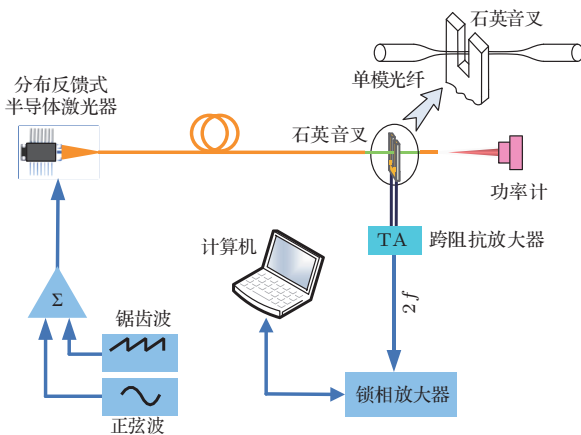 石英音叉
单模光纤
分布反馈式
半导体激光器
石英音叉
功率计
TA
跨阻抗放大器
计算机
2f
Σ
锯齿波
正弦波
锁相放大器